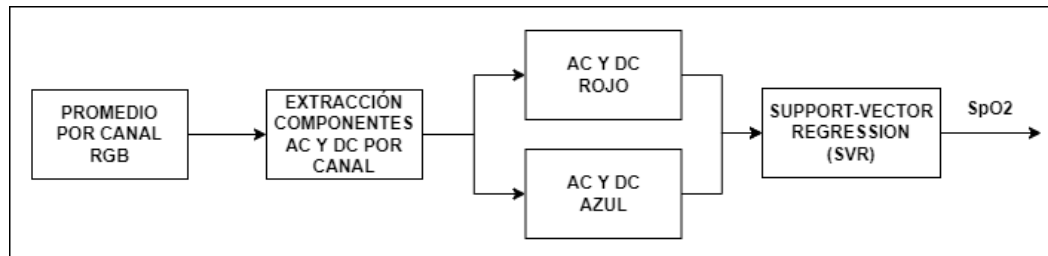 PROMEDIO
POR CANAL
RGB
EXTRACCIÓN
COMPONENTES
AC Y DC POR
CANAL
AC Y DC
ROJO
AC Y DC
AZUL
SUPPORT-VECTOR
REGRESSION
(SVR)
SpO2